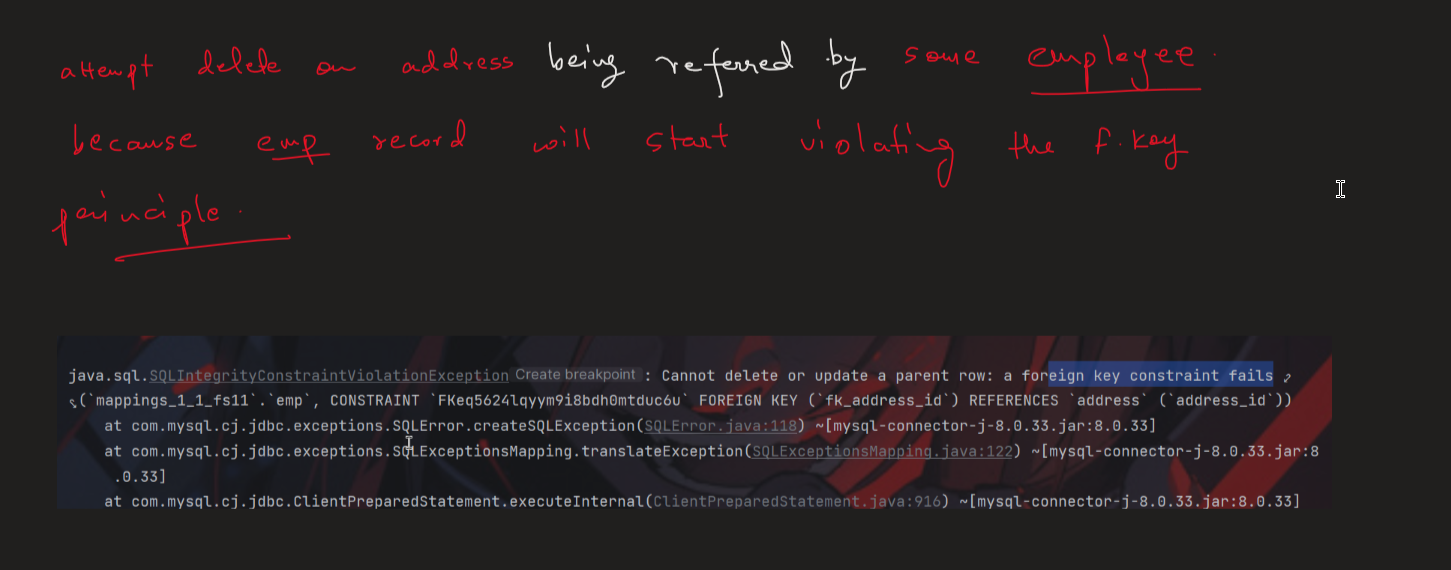 attempt delete on address being referred by some employee.
because emp record will start violating the f.key
principle.
java.sql.SQLIntegrityConstraintViolationException Create breakpoint : Cannot delete or update a parent row: a foreign key constraint fails
(`mappings_1_1_fs11`.`emp`, CONSTRAINT `FKeq5624lqyym9i8bdh0mtduc6u` FOREIGN KEY (`fk_address_id`) REFERENCES `address` (`address_id`))
at com.mysql.cj.jdbc.exceptions.SQLError.createSQLException(SQLError.java:118) ~[mysql-connector-j-8.0.33.jar:8.0.33]
at com.mysql.cj.jdbc.exceptions.SQLExceptionsMapping.translateException(SQLExceptionsMapping.java:122) ~[mysql-connector-j-8.0.33.jar:8
.0.33]
at com.mysql.cj.jdbc.ClientPreparedStatement.executeInternal(ClientPreparedStatement.java:916) ~[mysql-connector-j-8.0.33.jar:8.0.33]